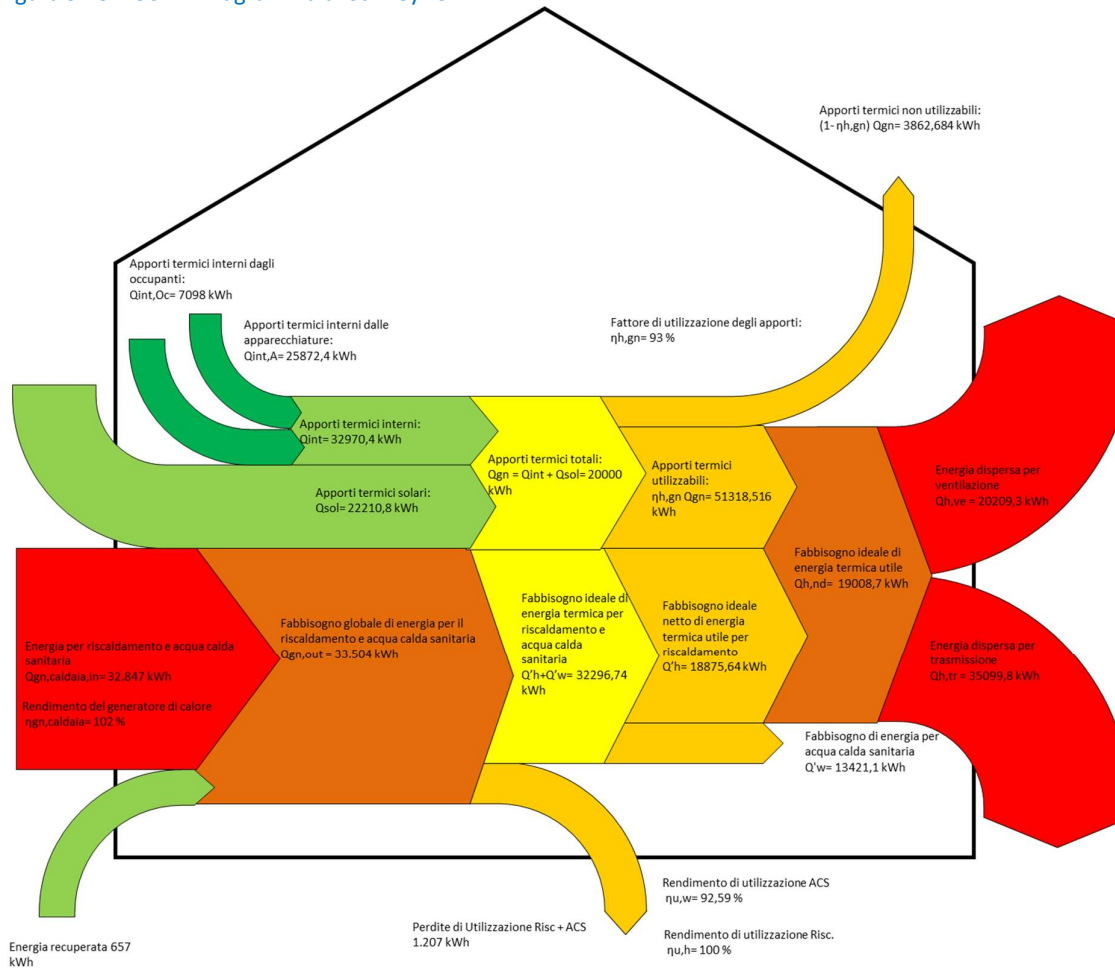 Apporti termici non utilizzabili:
(1- ηh,gn) Qgn= 3862,684 kWh
Apporti termici interni dagli
occupanti:
Qint,Oc= 7098 kWh
Apporti termici interni dalle
apparecchiature:
Qint,A= 25872,4 kWh
Fattore di utilizzazione degli apporti:
ηh,gn= 93 %
Apporti termici interni:
Qint= 32970,4 kWh
Apporti termici totali:
Qgn = Qint + Qsol= 20000
kWh
Apporti termici
utilizzabili:
ηh,gn Qgn= 51318,516
kWh
Energia dispersa per
ventilazione
Qh,ve = 20209,3 kWh
Apporti termici solari:
Qsol= 22210,8 kWh
Fabbisogno ideale di
energia termica utile
Qh,nd= 19008,7 kWh
Energia per riscaldamento e acqua calda
sanitaria
Qgn,caldaia,in= 32.847 kWh
Rendimento del generatore di calore
ηgn,caldaia= 102 %
Fabbisogno globale di energia per il
riscaldamento e acqua calda sanitaria
Qgn,out = 33.504 kWh
Fabbisogno ideale di
energia termica per
riscaldamento e
acqua calda
sanitaria
Q'h+Q'w= 32296,74
kWh
Fabbisogno ideale
netto di energia
termica utile per
riscaldamento
Q'h= 18875,64 kWh
Energia dispersa per
trasmissione
Qh,tr = 35099,8 kWh
Fabbisogno di energia per
acqua calda sanitaria
Q'w= 13421,1 kWh
Energia recuperata 657
kWh
Perdite di Utilizzazione Risc + ACS
1.207 kWh
Rendimento di utilizzazione ACS
ηu,w= 92,59 %
Rendimento di utilizzazione Risc.
ηu,h= 100 %